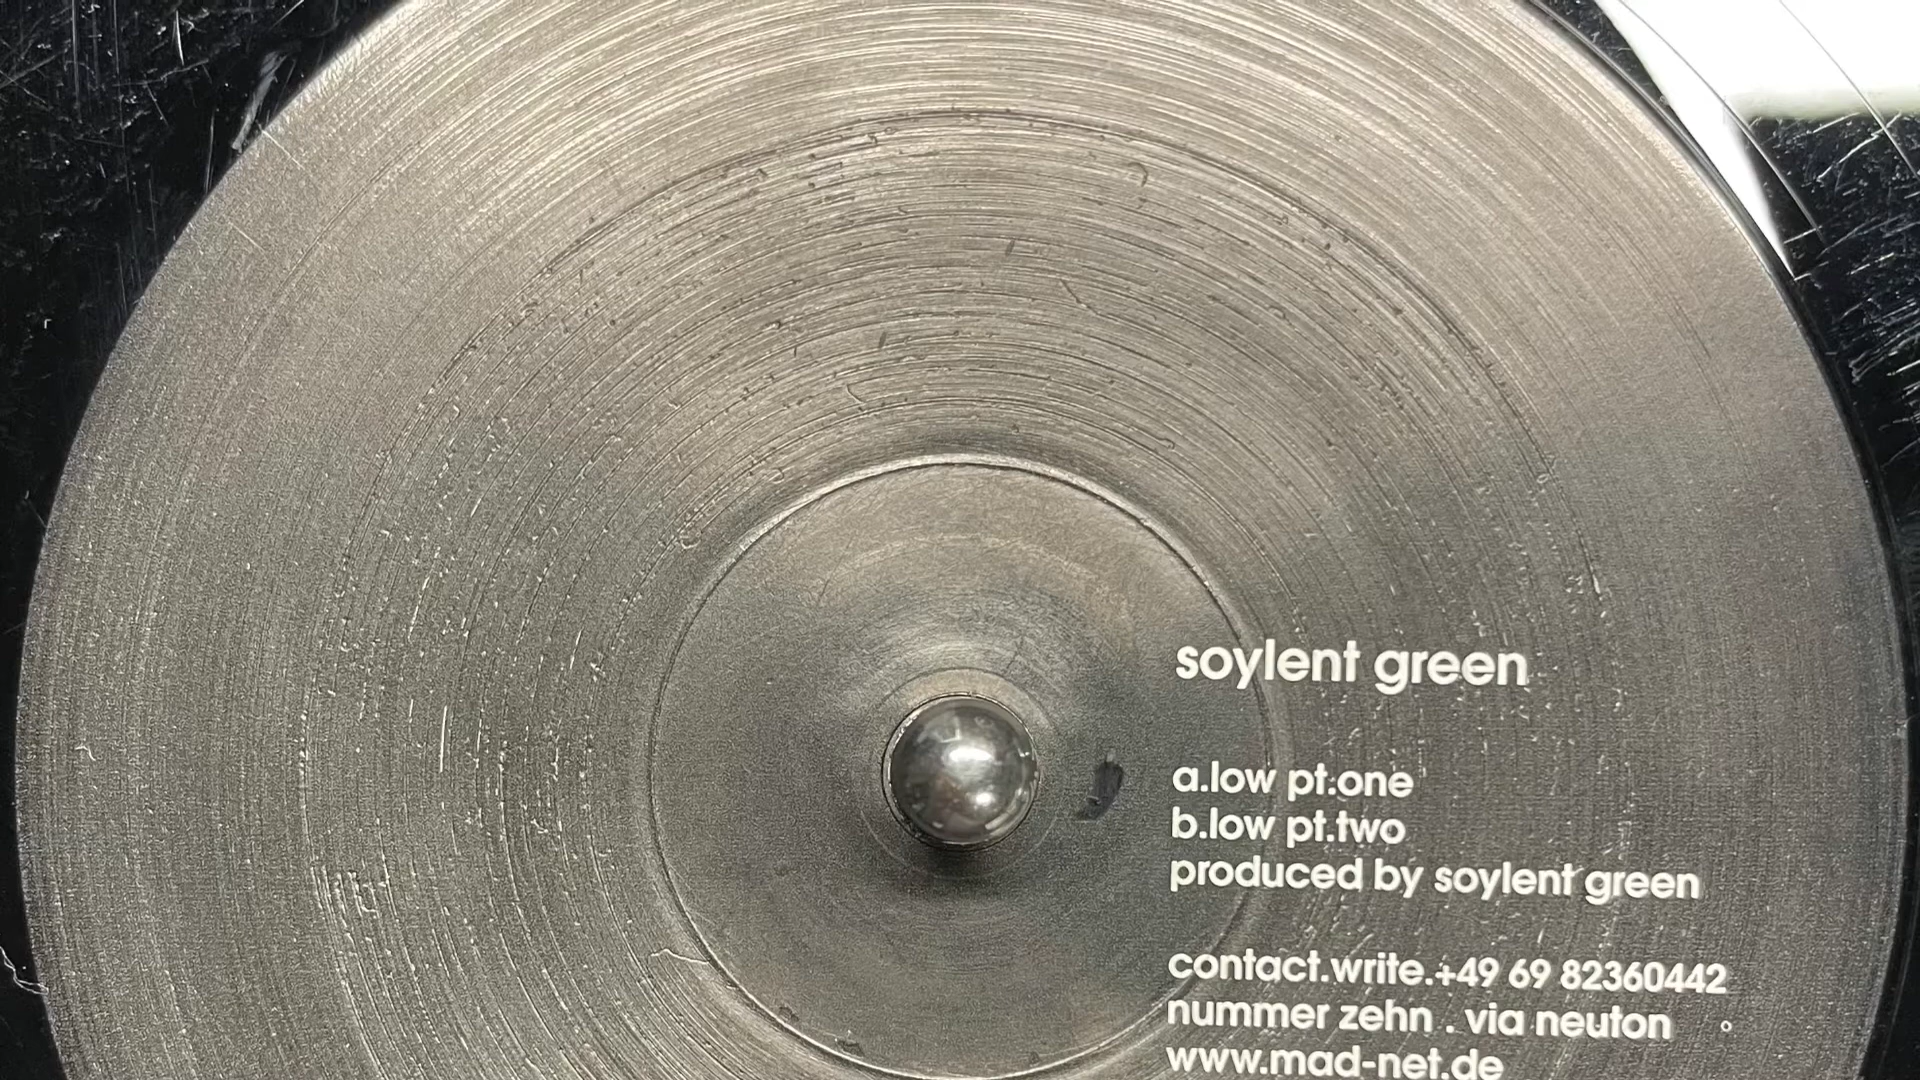 soylent green
a.low pt.one
b.low pt.two
produced by soylent green
contact.write.+49 69 82360442
nummer zehn . via neuton
www.mad-net.de